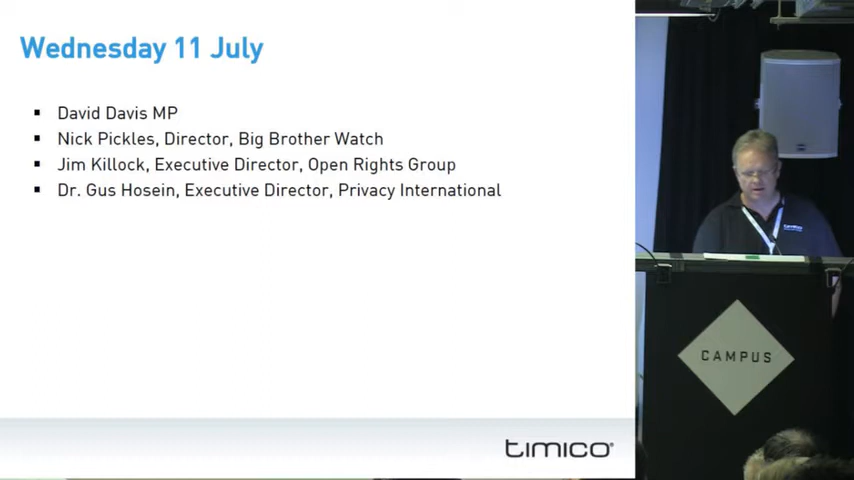 Wednesday 11 July
▪ David Davis MP
▪ Nick Pickles, Director, Big Brother Watch
▪ Jim Killock, Executive Director, Open Rights Group
▪ Dr. Gus Hosein, Executive Director, Privacy International
timico
CAMPUS